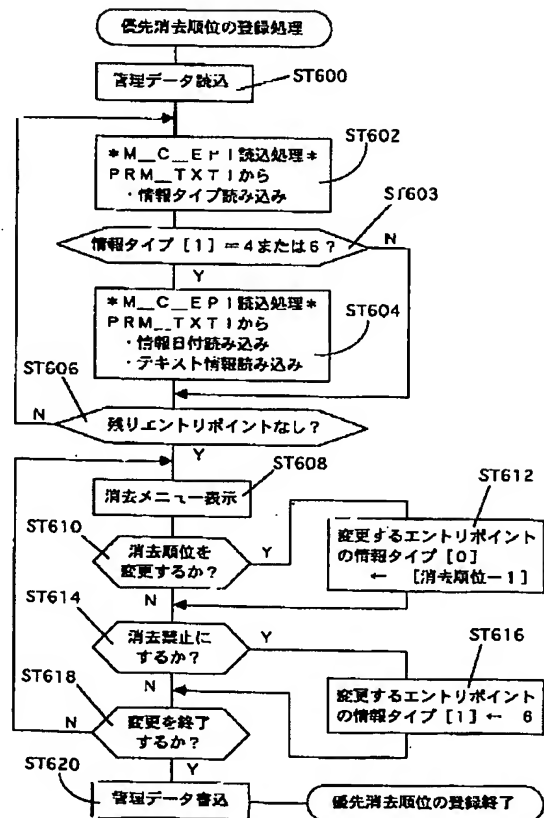 優先消去順位の登録処理
管理データ読込
ST600
＊M__C__EPI読込処理＊
PRM__TXTIから
・情報タイプ読み込み
ST602
情報タイプ［1］＝4または6？
ST603
N
Y
＊M__C__EPI読込処理＊
PRM__TXTIから
・情報日付読み込み
・テキスト情報読み込み
ST604
ST606
残りエントリポイントなし？
N
Y
消去メニュー表示
ST608
ST610
消去順位を
変更するか？
Y
N
ST612
変更するエントリポイント
の情報タイプ［0］
← ［消去順位ー1］
ST614
消去禁止に
するか？
Y
N
ST616
変更するエントリポイント
の情報タイプ［1］← 6
ST618
変更を終了
するか？
N
Y
ST620
管理データ書込
優先消去順位の登録終了